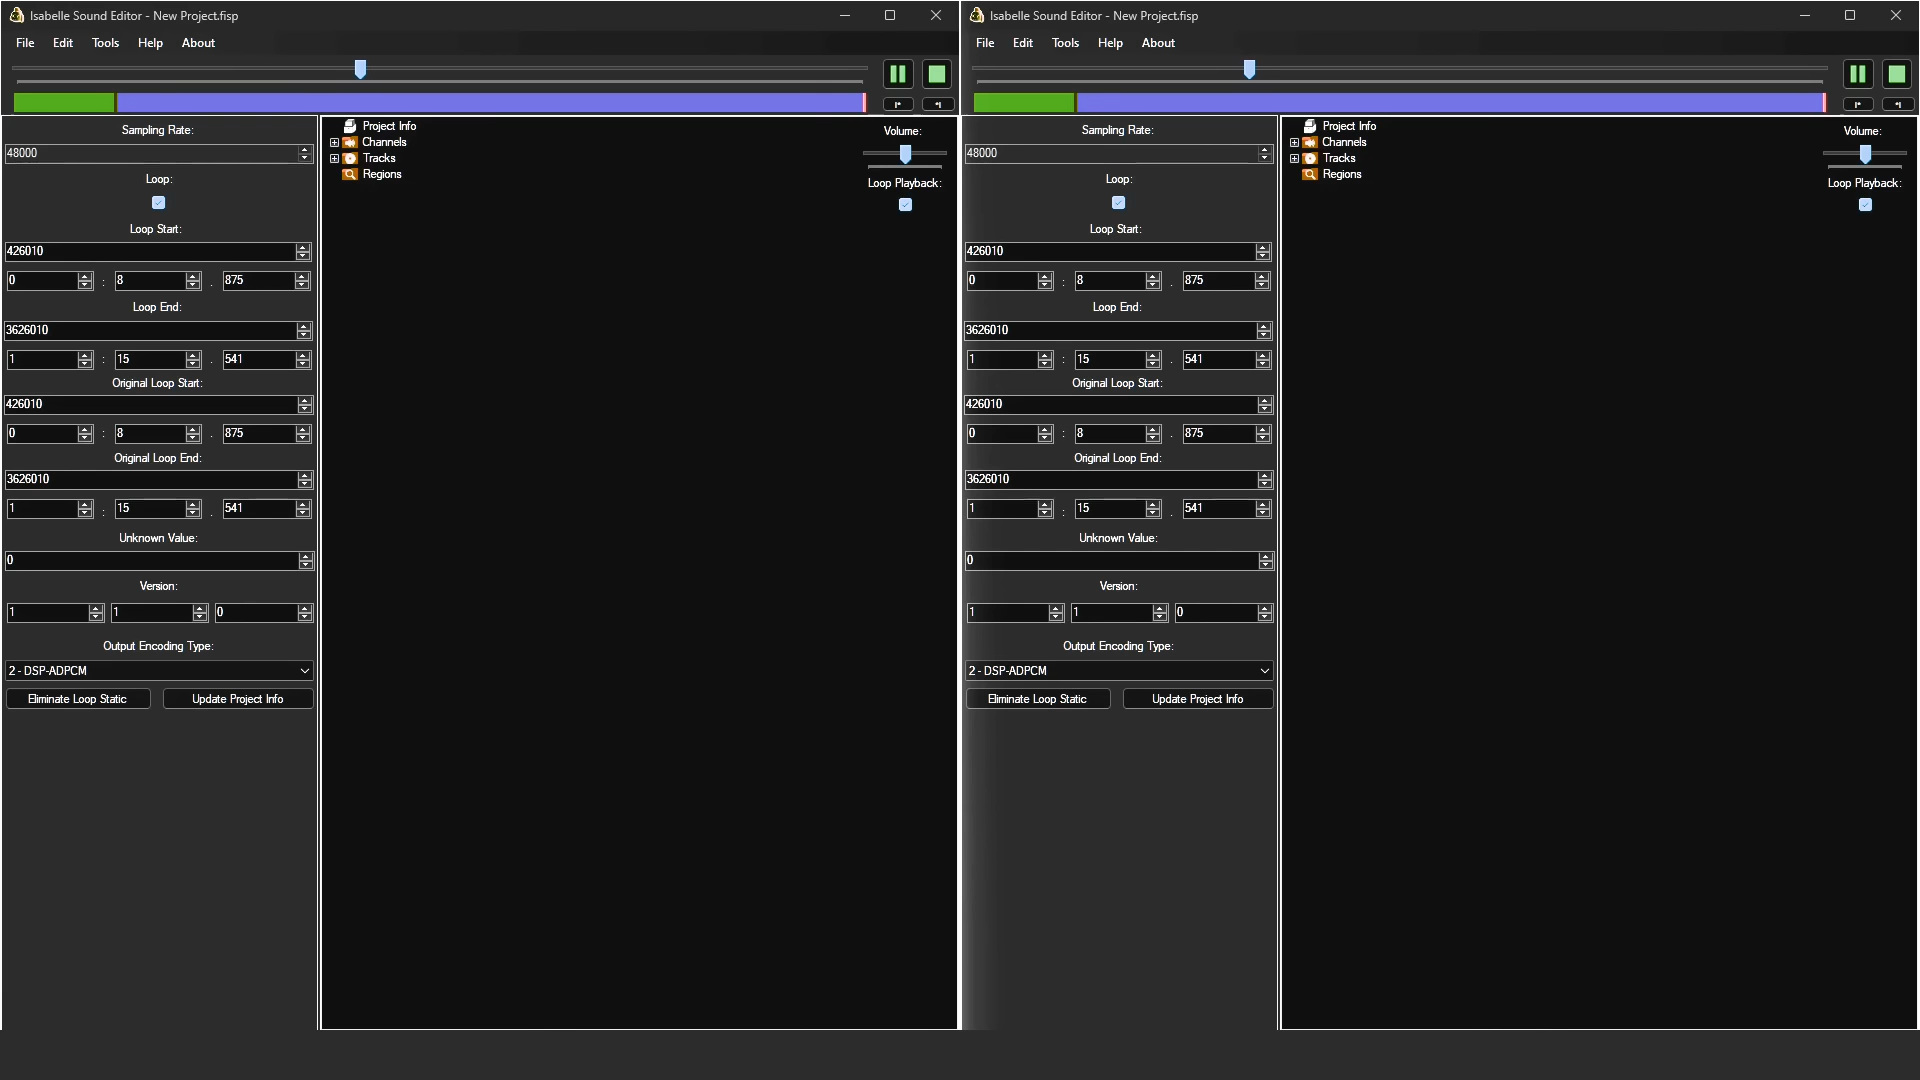 Isabelle Sound Editor - New Project.fisp
File Edit Tools Help About
Sampling Rate:
48000
Loop:
Loop Start:
426010
0 : 8 . 875
Loop End:
3626010
1 : 15 . 541
Original Loop Start:
426010
0 : 8 . 875
Original Loop End:
3626010
1 : 15 . 541
Unknown Value:
0
Version:
1 1 0
Output Encoding Type:
2 - DSP-ADPCM
Eliminate Loop Static Update Project Info
Project Info
Channels
Tracks
Regions
Volume:
Loop Playback:
Isabelle Sound Editor - New Project.fisp
File Edit Tools Help About
Sampling Rate:
48000
Loop:
Loop Start:
426010
0 : 8 . 875
Loop End:
3626010
1 : 15 . 541
Original Loop Start:
426010
0 : 8 . 875
Original Loop End:
3626010
1 : 15 . 541
Unknown Value:
0
Version:
1 1 0
Output Encoding Type:
2 - DSP-ADPCM
Eliminate Loop Static Update Project Info
Project Info
Channels
Tracks
Regions
Volume:
Loop Playback: